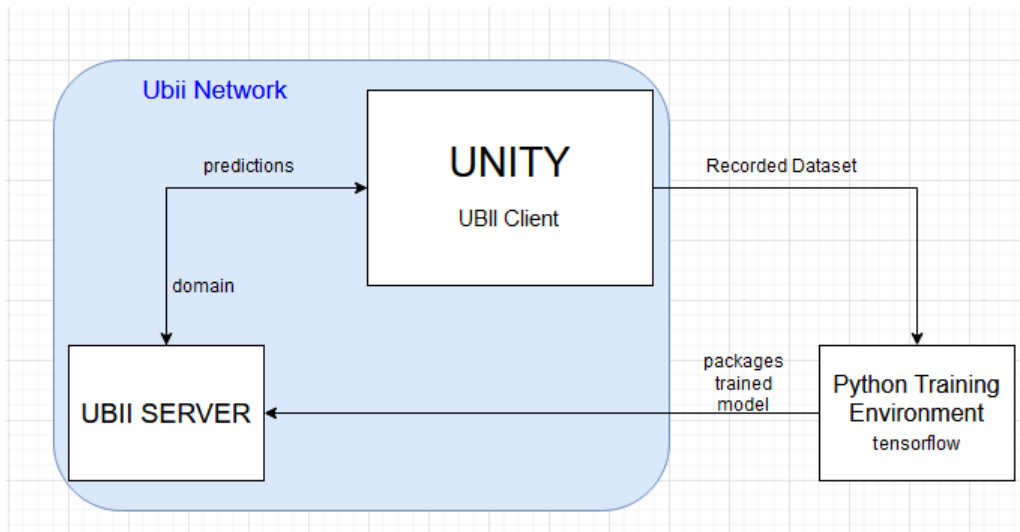 Ubii Network
UNITY
UBII Client
predictions
domain
UBII SERVER
Recorded Dataset
packages
trained
model
Python Training
Environment
tensorflow